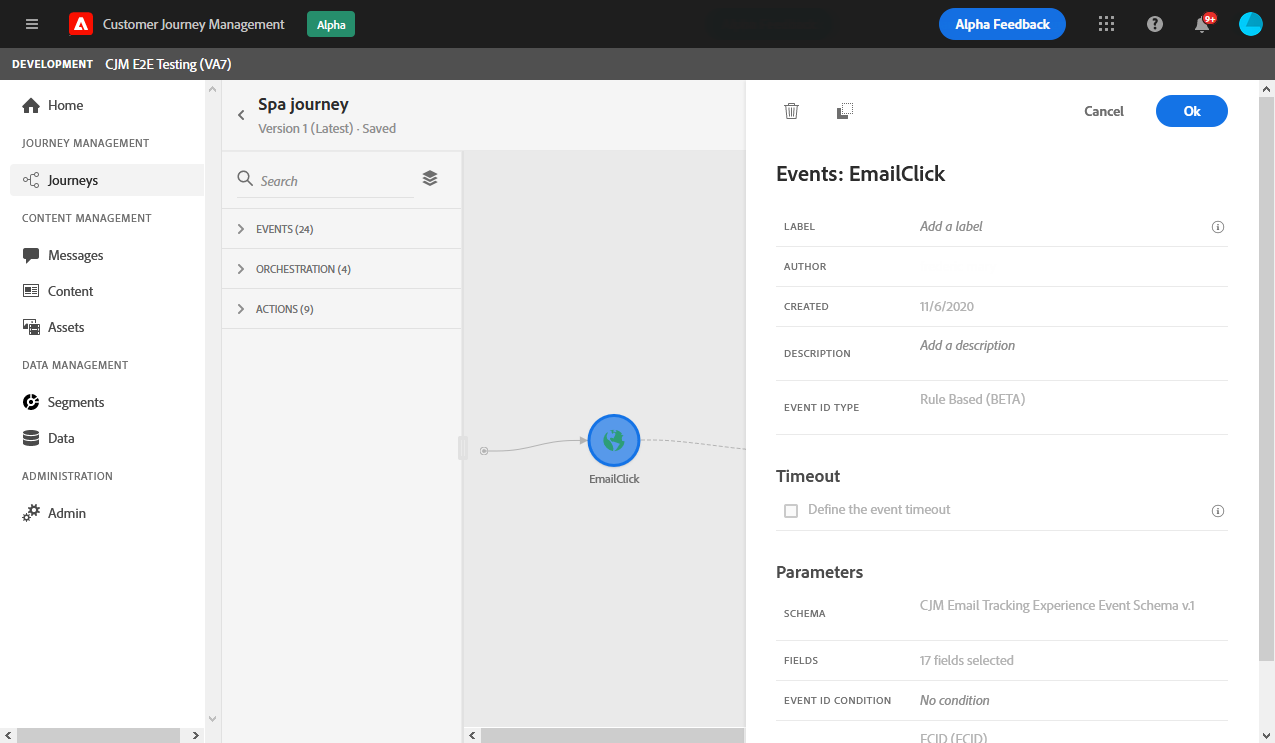 Customer Journey Management
Alpha
Alpha Feedback
9+
DEVELOPMENT CJM E2E Testing (VA7)
Home
JOURNEY MANAGEMENT
Journeys
CONTENT MANAGEMENT
Messages
Content
Assets
DATA MANAGEMENT
Segments
Data
ADMINISTRATION
Admin
Spa journey
Version 1 (Latest) · Saved
Search
EVENTS (24)
ORCHESTRATION (4)
ACTIONS (9)
EmailClick
Cancel
Ok
Events: EmailClick
LABEL Add a label
AUTHOR
CREATED 11/6/2020
DESCRIPTION Add a description
EVENT ID TYPE Rule Based (BETA)
Timeout
Define the event timeout
Parameters
SCHEMA CJM Email Tracking Experience Event Schema v.1
FIELDS 17 fields selected
EVENT ID CONDITION No condition
ECID (ECID)